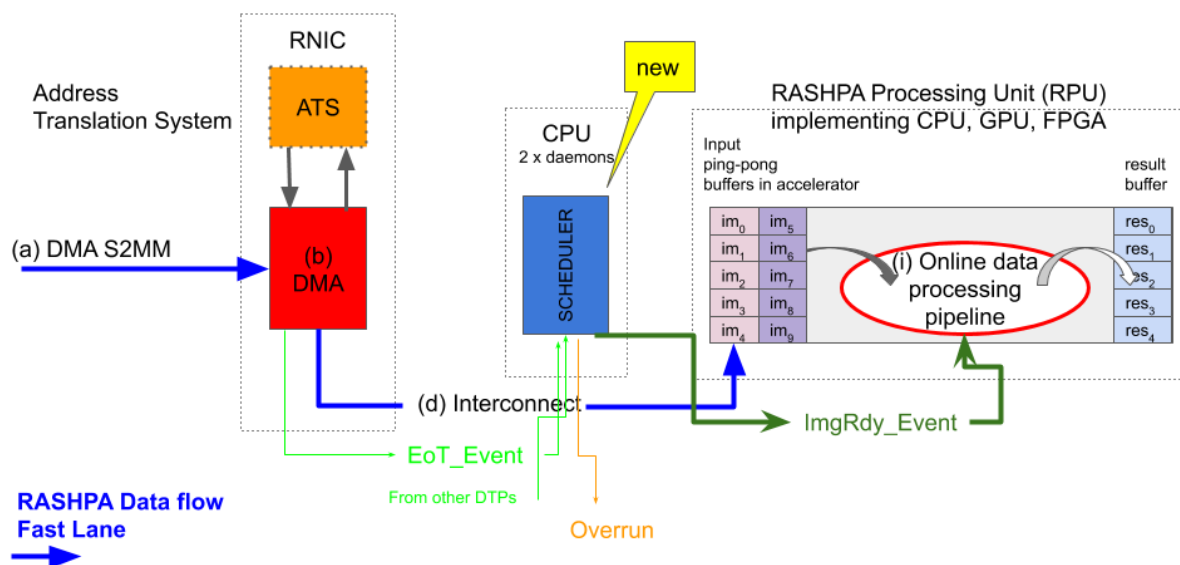 RNIC
Address
Translation System
ATS
(a) DMA S2MM
(b)
DMA
new
CPU
2 x daemons
SCHEDULER
RASHPA Processing Unit (RPU)
implementing CPU, GPU, FPGA
Input
ping-pong
buffers in accelerator
result
buffer
im0 im5 res0
im1 im6 res1
im2 im7 res2
im3 im8 res3
im4 im9 res4
(i) Online data
processing
pipeline
(d) Interconnect
ImgRdy_Event
EoT_Event
From other DTPs
Overrun
RASHPA Data flow
Fast Lane